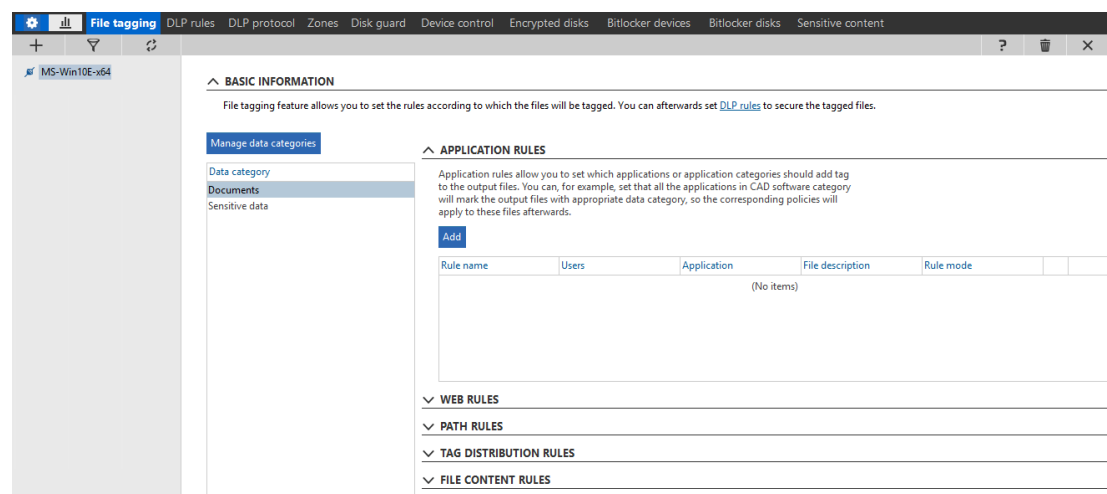 File tagging DLP rules DLP protocol Zones Disk guard Device control Encrypted disks Bitlocker devices Bitlocker disks Sensitive content
?
MS-Win10E-x64
BASIC INFORMATION
File tagging feature allows you to set the rules according to which the files will be tagged. You can afterwards set DLP rules to secure the tagged files.
Manage data categories
Data category
Documents
Sensitive data
APPLICATION RULES
Application rules allow you to set which applications or application categories should add tag
to the output files. You can, for example, set that all the applications in CAD software category
will mark the output files with appropriate data category, so the corresponding policies will
apply to these files afterwards.
Add
Rule name Users Application File description Rule mode
(No items)
WEB RULES
PATH RULES
TAG DISTRIBUTION RULES
FILE CONTENT RULES